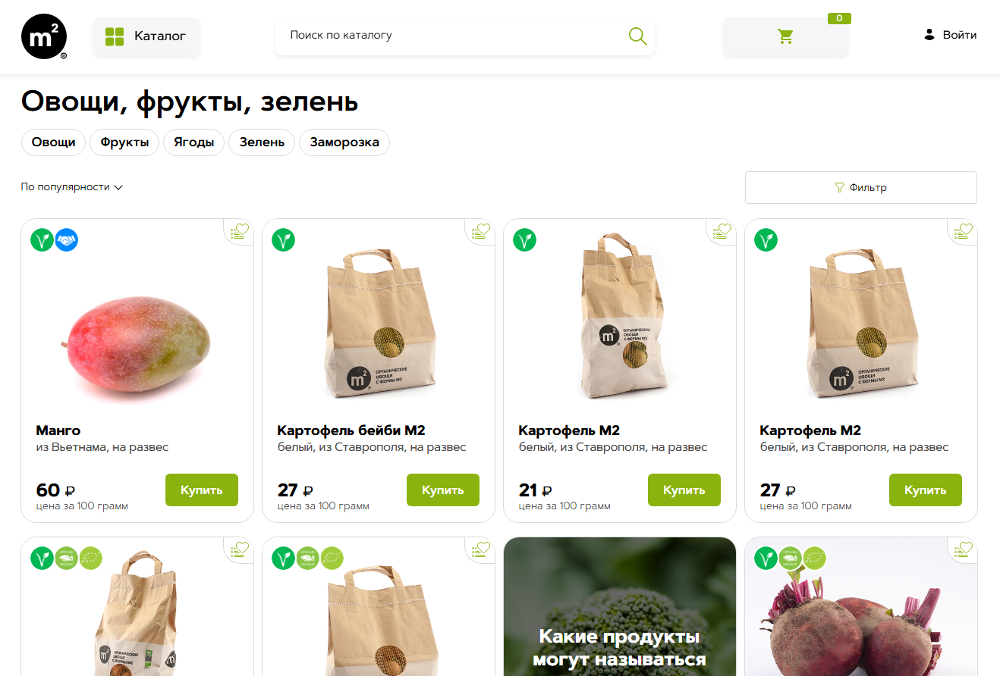 m²
®
Каталог
Поиск по каталогу
0
Войти
Овощи, фрукты, зелень
Овощи
Фрукты
Ягоды
Зелень
Заморозка
По популярности
Фильтр
Манго
из Вьетнама, на развес
60 ₽
цена за 100 грамм
Купить
m²
ОРГАНИЧЕСКИЕ
ОВОЩИ
С ФЕРМЫ М2
Картофель бейби М2
белый, из Ставрополя, на развес
27 ₽
цена за 100 грамм
Купить
m²
ОРГАНИЧЕСКИЕ
ОВОЩИ
С ФЕРМЫ М2
Картофель М2
белый, из Ставрополя, на развес
21 ₽
цена за 100 грамм
Купить
m²
ОРГАНИЧЕСКИЕ
ОВОЩИ
С ФЕРМЫ М2
Картофель М2
белый, из Ставрополя, на развес
27 ₽
цена за 100 грамм
Купить
m²
ОРГАНИЧЕСКИЕ
ОВОЩИ
С ФЕРМЫ М2
Какие продукты
могут называться